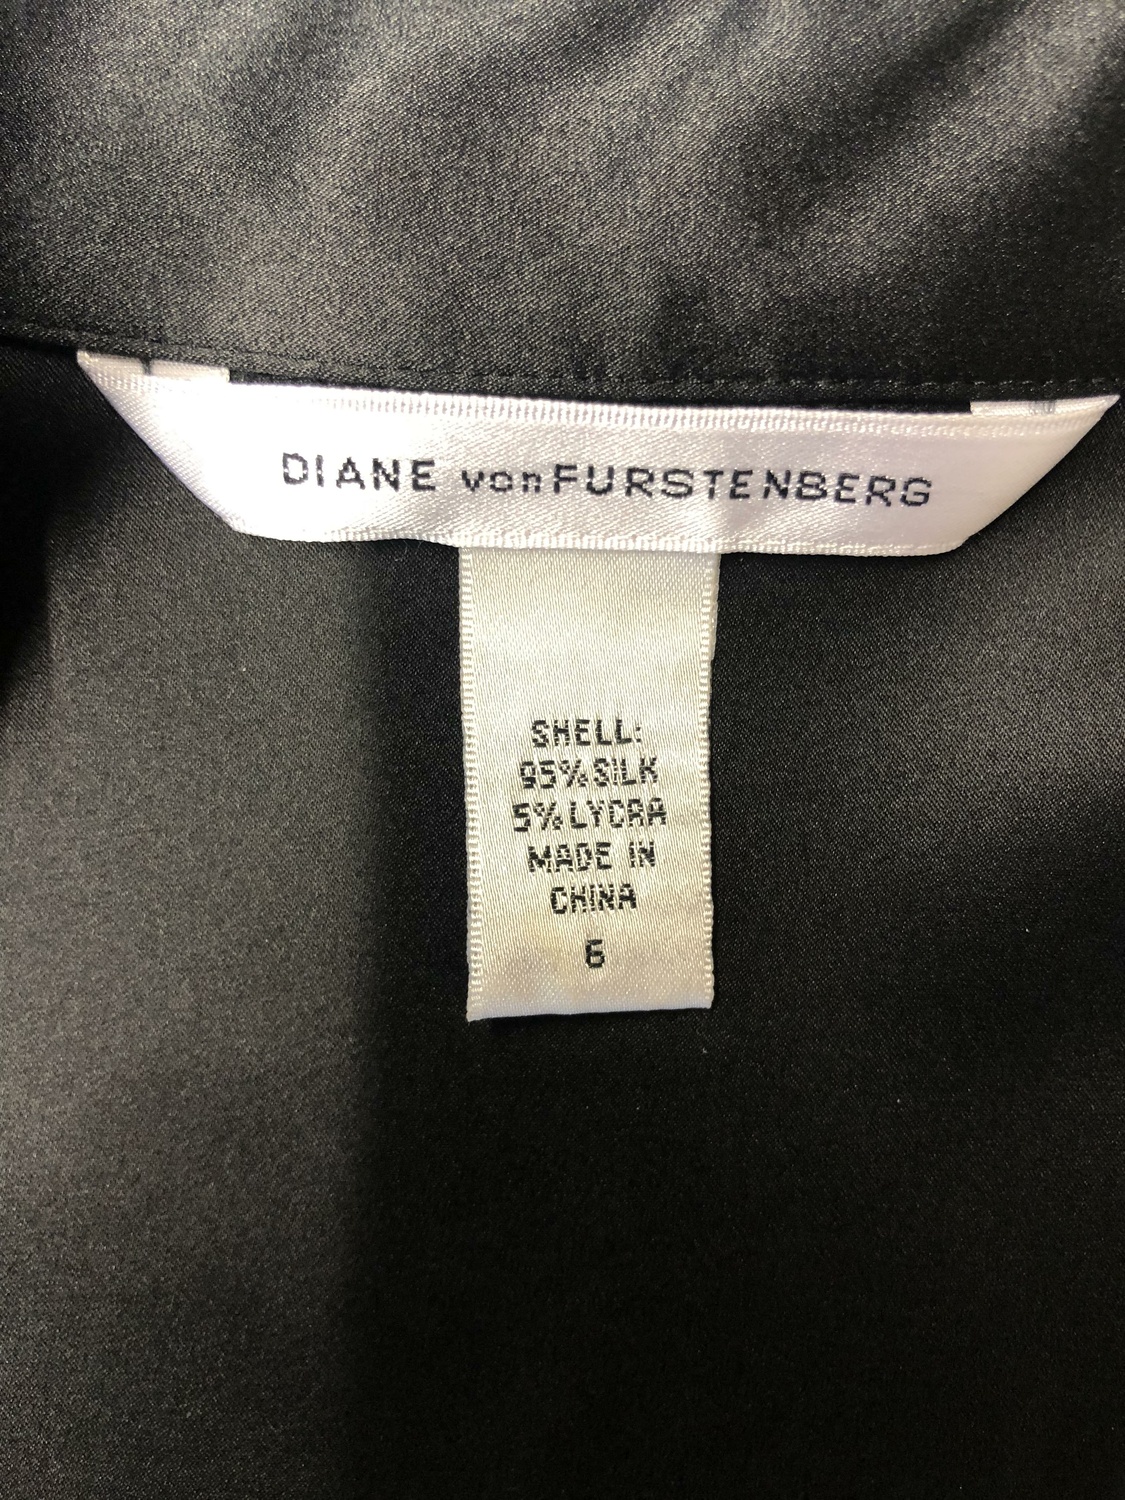 DIANE von FURSTENBERG
SHELL:
95% SILK
5% LYCRA
MADE IN
CHINA
6